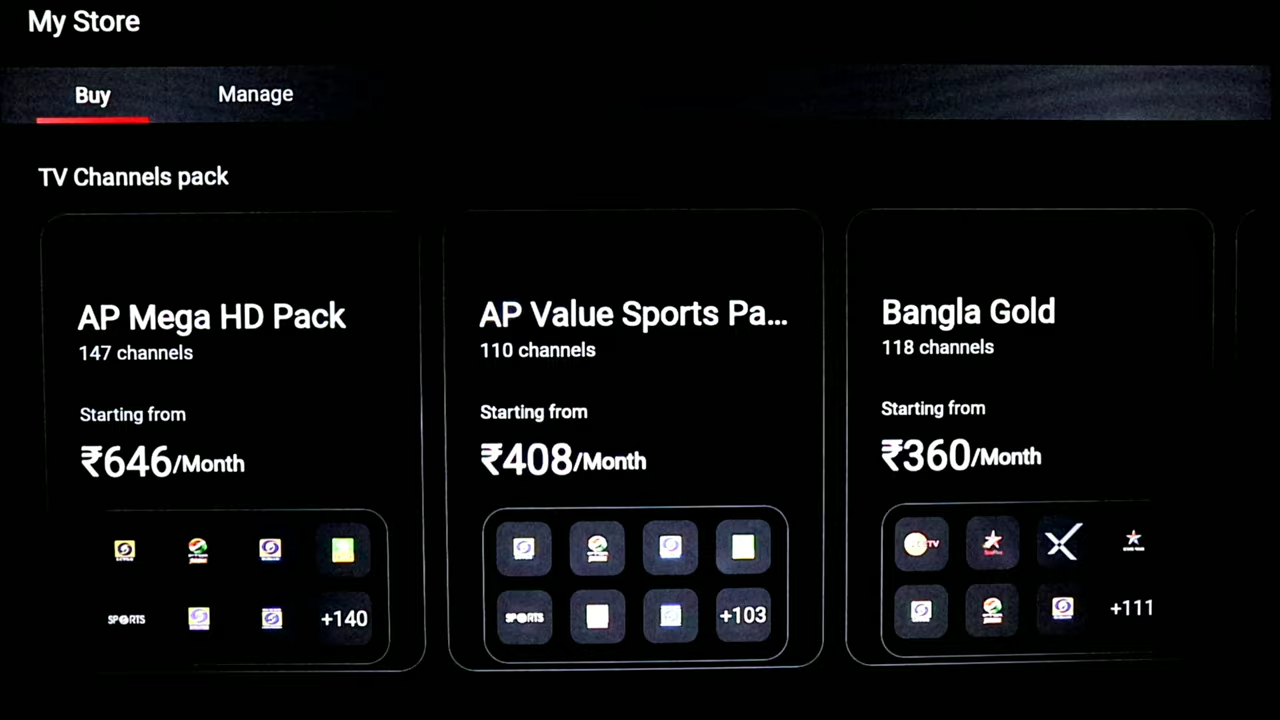 My Store
Buy
Manage
TV Channels pack
AP Mega HD Pack
147 channels
Starting from
₹646/Month
SPORTS
+140
AP Value Sports Pa...
110 channels
Starting from
₹408/Month
SPORTS
+103
Bangla Gold
118 channels
Starting from
₹360/Month
+111